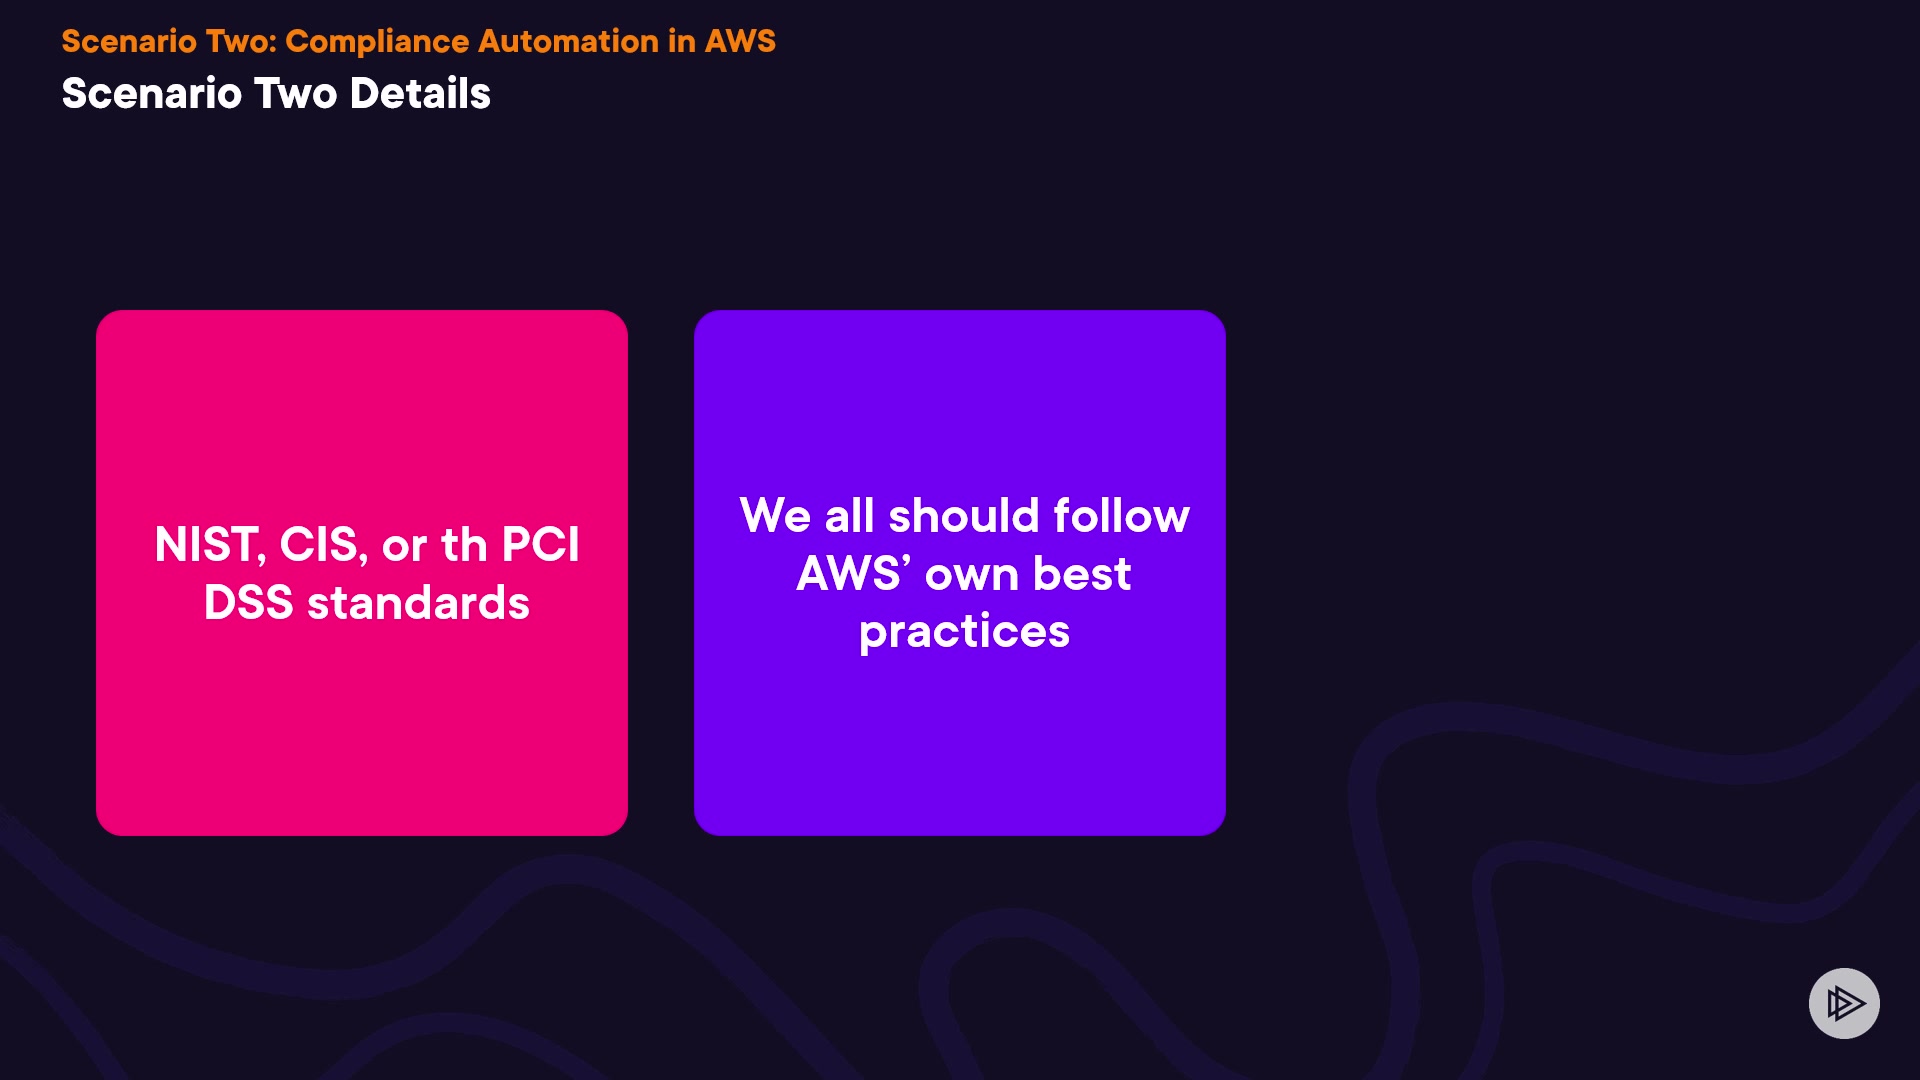 Scenario Two: Compliance Automation in AWS
Scenario Two Details
NIST, CIS, or th PCI
DSS standards
We all should follow
AWS’ own best
practices